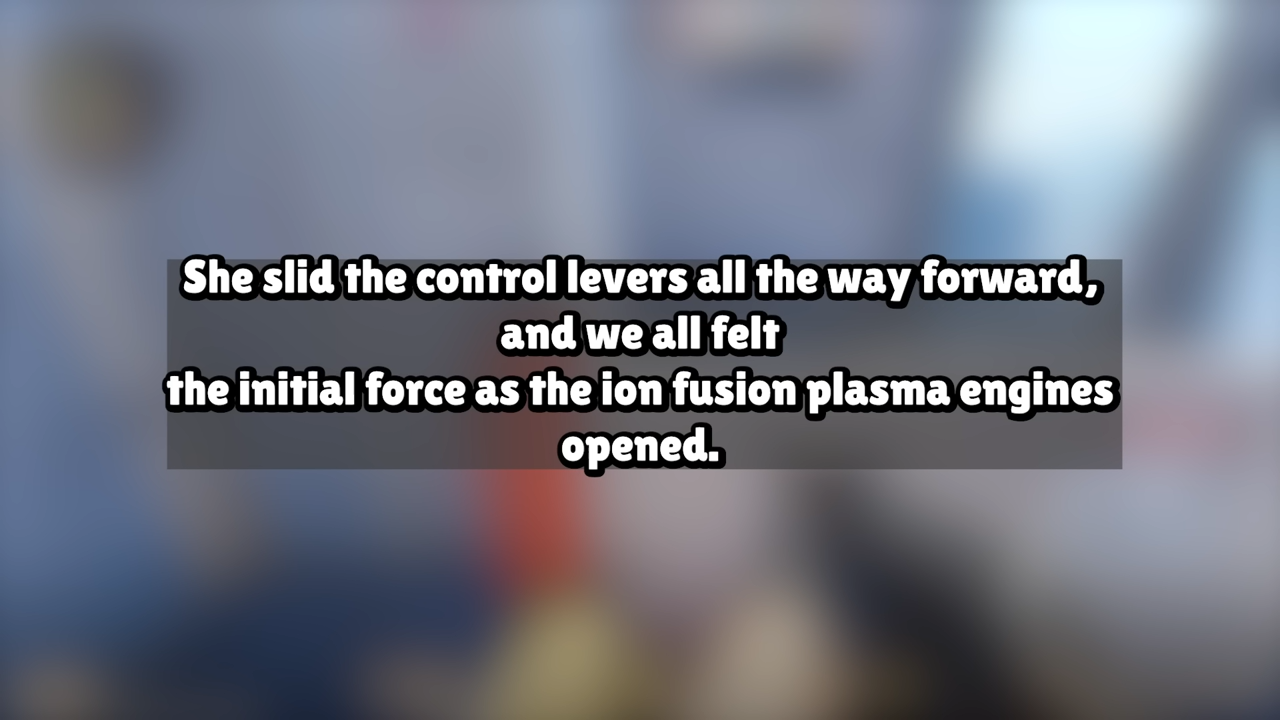 She slid the control levers all the way forward,
and we all felt
the initial force as the ion fusion plasma engines
opened.